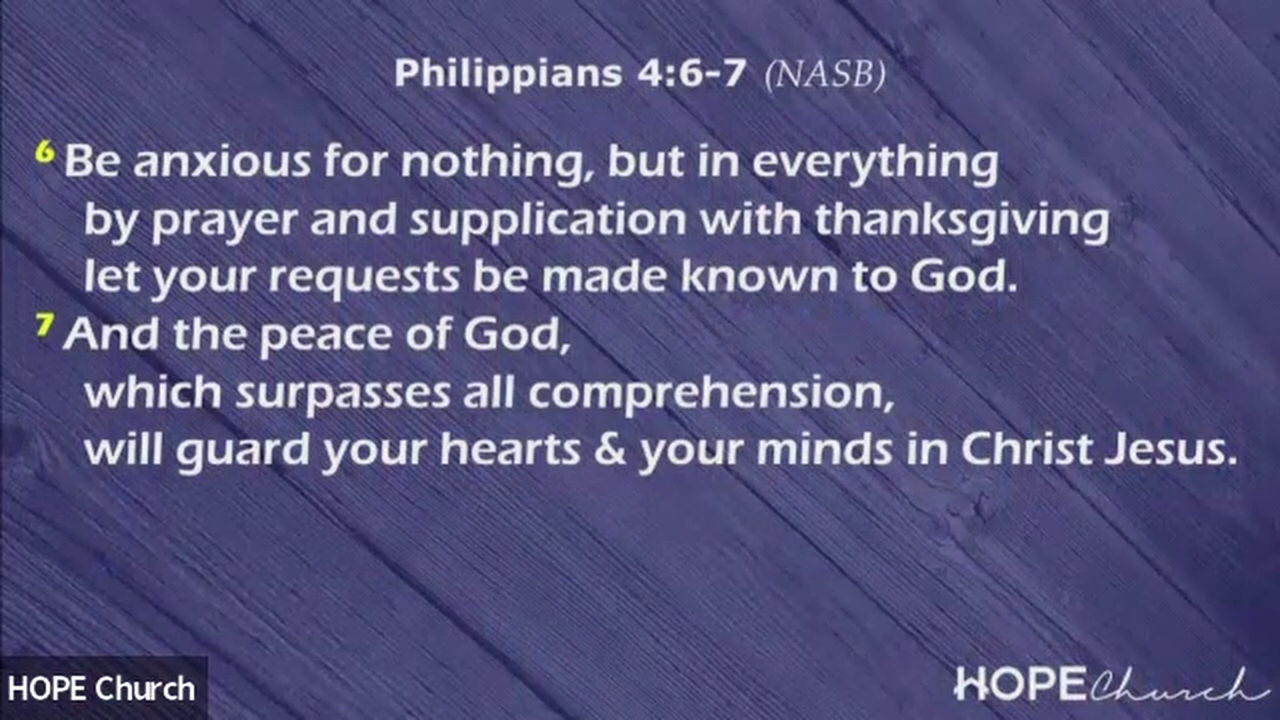 Philippians 4:6-7 (NASB)
6 Be anxious for nothing, but in everything
by prayer and supplication with thanksgiving
let your requests be made known to God.
7 And the peace of God,
which surpasses all comprehension,
will guard your hearts & your minds in Christ Jesus.
HOPE Church
HOPE Church